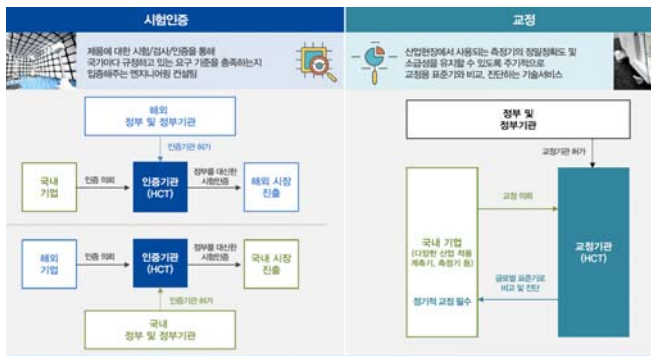 시험인증
제품에 대한 시험/검사/인증을 통해
국가마다 규정하고 있는 요구 기준을 충족하는지
입증해주는 엔지니어링 컨설팅
해외
정부 및 정부기관
인증기관 허가
국내
기업
인증 의뢰
인증기관
(HCT)
정부를 대신한
시험인증
해외 시장
진출
해외
기업
인증 의뢰
인증기관
(HCT)
정부를 대신한
시험인증
국내 시장
진출
인증기관 허가
국내
정부 및 정부기관
교정
산업현장에서 사용되는 측정기의 정밀정확도 및
소급성을 유지할 수 있도록 주기적으로
교정용 표준기와 비교, 진단하는 기술서비스
정부 및
정부기관
교정기관 허가
교정 의뢰
국내 기업
(다양한 산업 적용
계측기, 측정기 등)
교정기관
(HCT)
글로벌 표준기로
비교 및 진단
정기적 교정 필수